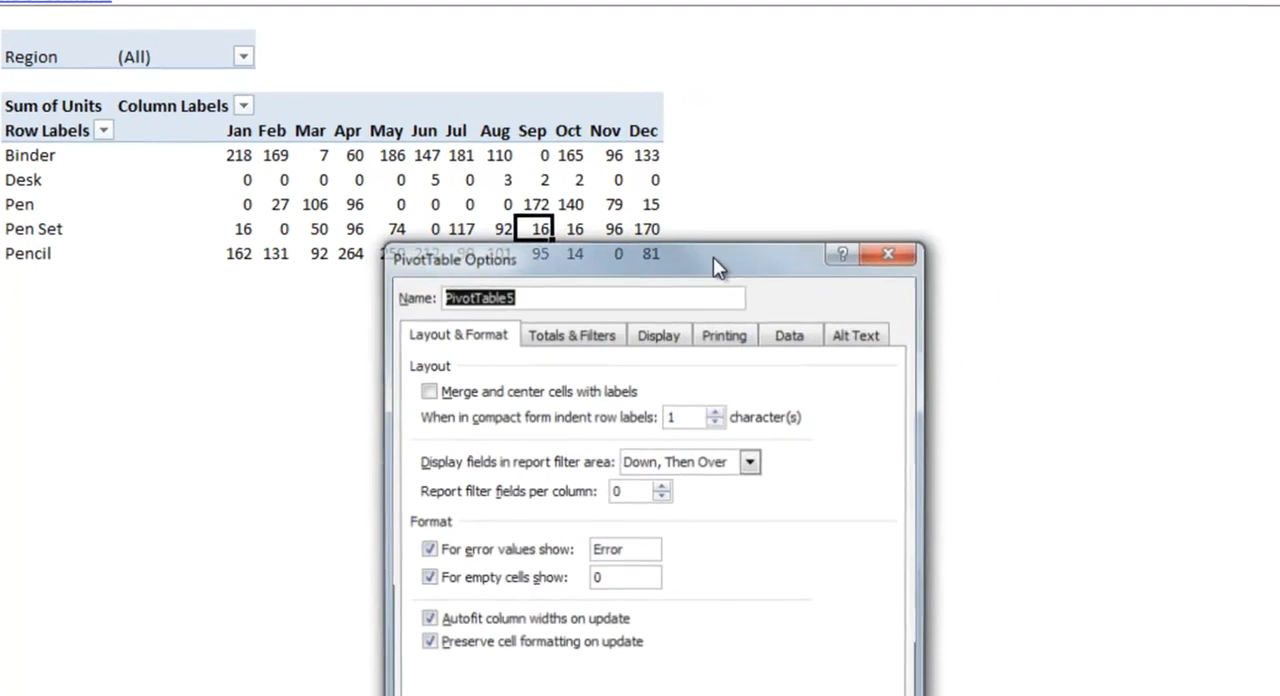 Region (All)
Sum of Units Column Labels
Row Labels Jan Feb Mar Apr May Jun Jul Aug Sep Oct Nov Dec
Binder 218 169 7 60 186 147 181 110 0 165 96 133
Desk 0 0 0 0 0 5 0 3 2 2 0 0
Pen 0 27 106 96 0 0 0 0 172 140 79 15
Pen Set 16 0 50 96 74 0 117 92 16 16 96 170
Pencil 162 131 92 264 95 14 0 81
PivotTable Options ?
Name: PivotTable5
Layout & Format Totals & Filters Display Printing Data Alt Text
Layout
Merge and center cells with labels
When in compact form indent row labels: 1 character(s)
Display fields in report filter area: Down, Then Over
Report filter fields per column: 0
Format
For error values show: Error
For empty cells show: 0
Autofit column widths on update
Preserve cell formatting on update